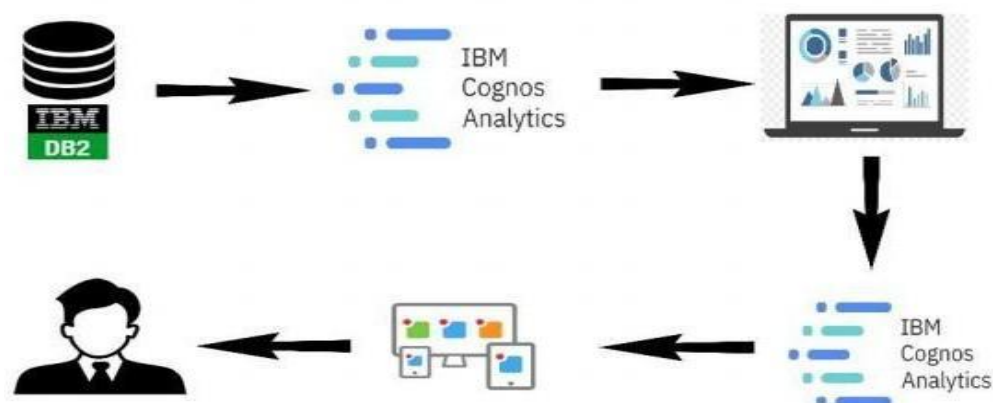 IBM
DB2
IBM
Cognos
Analytics
IBM
Cognos
Analytics